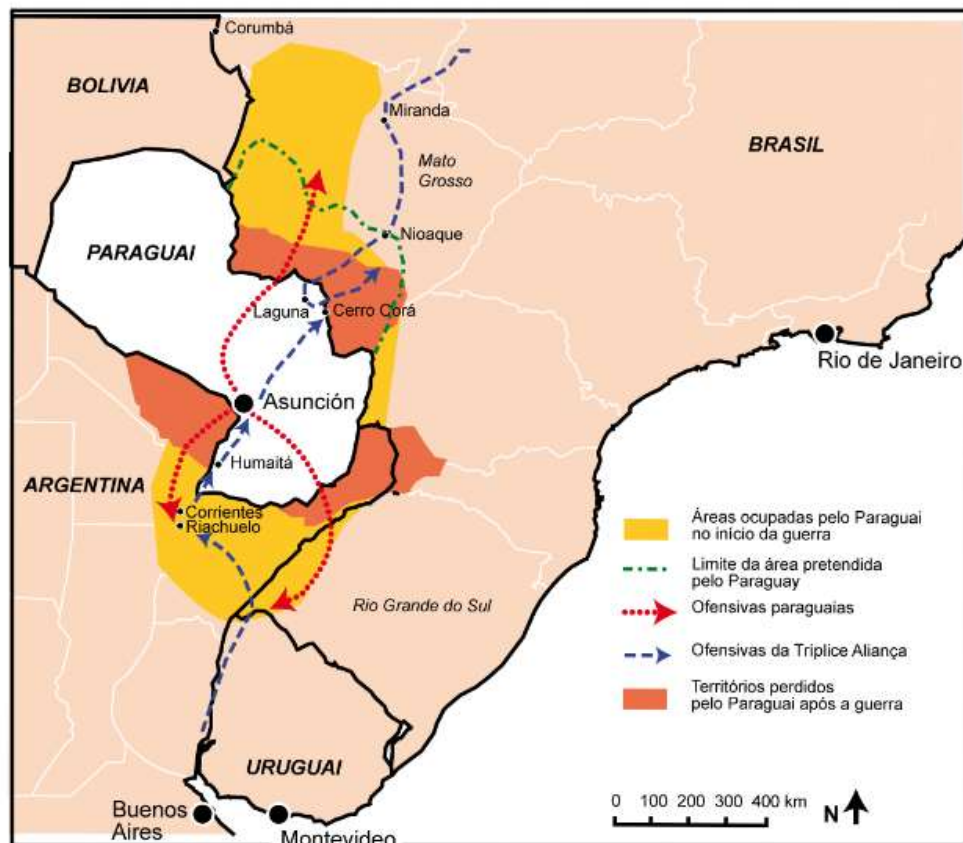 Corumbá
BOLIVIA
Miranda
BRASIL
Mato
Grosso
Nioaque
PARAGUAI
Laguna
Cerro Corá
Rio de Janeiro
Asunción
Humaitá
ARGENTINA
Corrientes
Riachuelo
Áreas ocupadas pelo Paraguai
no início da guerra
Limite da área pretendida
pelo Paraguay
Ofensivas paraguaias
Rio Grande do Sul
Ofensivas da Triplice Aliança
Territórios perdidos
pelo Paraguai após a guerra
URUGUAI
Buenos
Aires
Montevideo
0 100 200 300 400 km
N